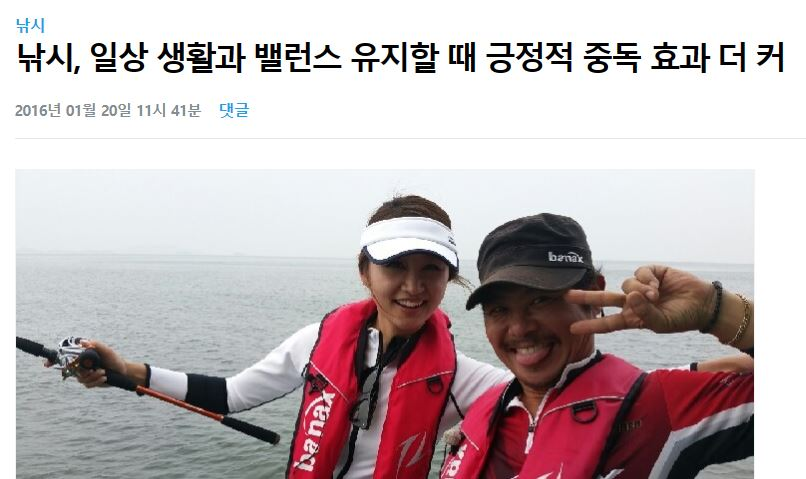 낚시
낚시, 일상 생활과 밸런스 유지할 때 긍정적 중독 효과 더 커
2016년 01월 20일 11시 41분 댓글
banax
banax
banax